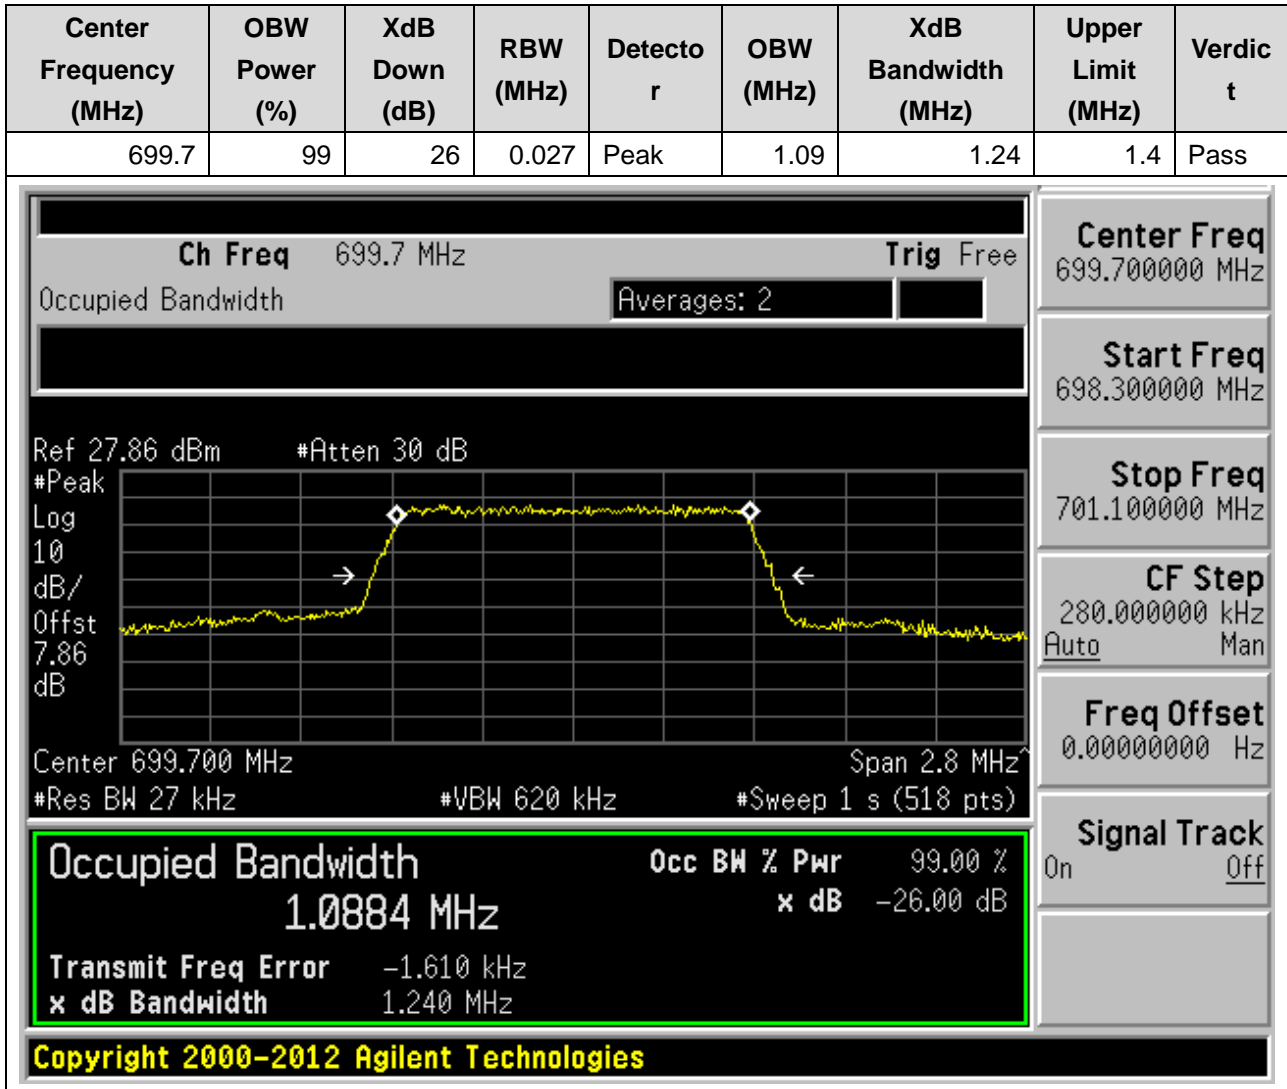 Center Frequency (MHz) OBW Power (%) XdB Down (dB) RBW (MHz) Detector OBW (MHz) XdB Bandwidth (MHz) Upper Limit (MHz) Verdict
699.7 99 26 0.027 Peak 1.09 1.24 1.4 Pass
Ch Freq 699.7 MHz Trig Free
Occupied Bandwidth Averages: 2
Ref 27.86 dBm #Atten 30 dB
#Peak
Log
10
dB/
Offst
7.86
dB
Center 699.700 MHz Span 2.8 MHz^
#Res BW 27 kHz #VBW 620 kHz #Sweep 1 s (518 pts)
Occupied Bandwidth Occ BW % Pwr 99.00 %
1.0884 MHz x dB -26.00 dB
Transmit Freq Error -1.610 kHz
x dB Bandwidth 1.240 MHz
Copyright 2000-2012 Agilent Technologies
Center Freq
699.700000 MHz
Start Freq
698.300000 MHz
Stop Freq
701.100000 MHz
CF Step
280.000000 kHz
Auto Man
Freq Offset
0.00000000 Hz
Signal Track
On Off